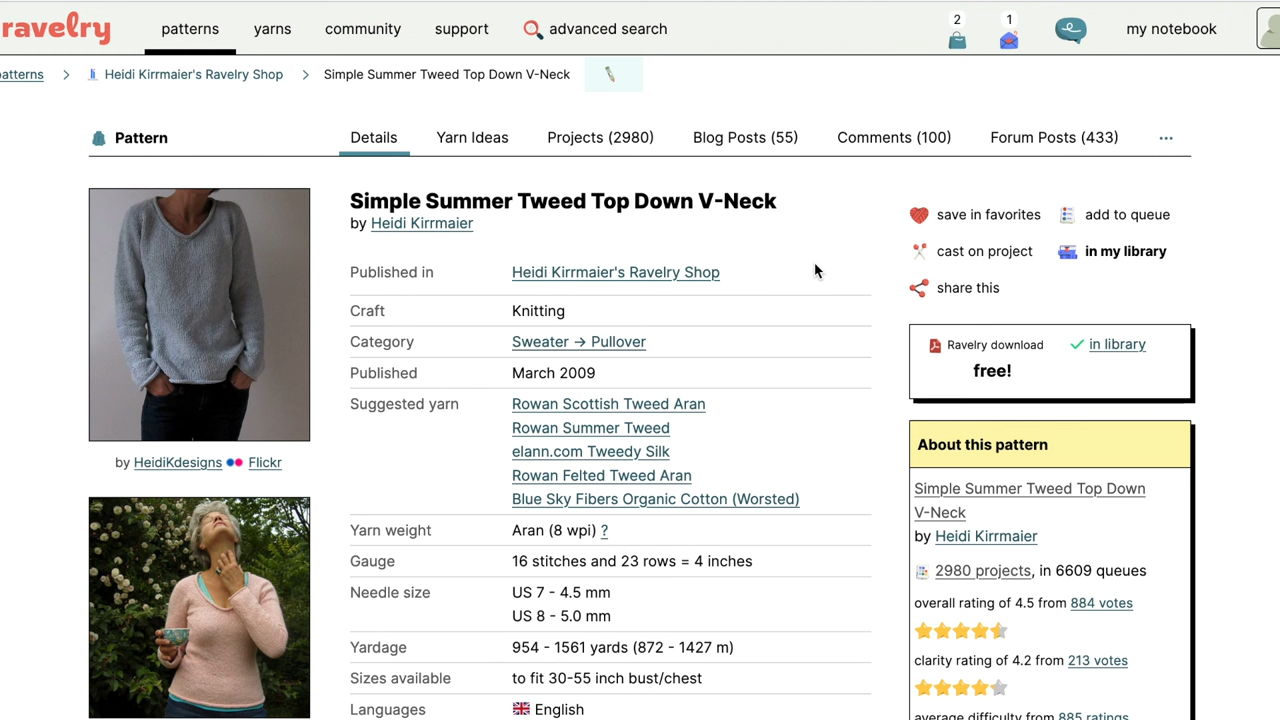 ravelry
patterns
yarns
community
support
advanced search
2
1
my notebook
patterns
Heidi Kirrmaier's Ravelry Shop
Simple Summer Tweed Top Down V-Neck
Pattern
Details
Yarn Ideas
Projects (2980)
Blog Posts (55)
Comments (100)
Forum Posts (433)
Simple Summer Tweed Top Down V-Neck
by Heidi Kirrmaier
Published in Heidi Kirrmaier's Ravelry Shop
Craft Knitting
Category Sweater → Pullover
Published March 2009
Suggested yarn Rowan Scottish Tweed Aran
Rowan Summer Tweed
elann.com Tweedy Silk
Rowan Felted Tweed Aran
Blue Sky Fibers Organic Cotton (Worsted)
Yarn weight Aran (8 wpi) ?
Gauge 16 stitches and 23 rows = 4 inches
Needle size US 7 - 4.5 mm
US 8 - 5.0 mm
Yardage 954 - 1561 yards (872 - 1427 m)
Sizes available to fit 30-55 inch bust/chest
Languages English
by HeidiKdesigns Flickr
save in favorites
add to queue
cast on project
in my library
share this
Ravelry download
in library
free!
About this pattern
Simple Summer Tweed Top Down
V-Neck
by Heidi Kirrmaier
2980 projects, in 6609 queues
overall rating of 4.5 from 884 votes
clarity rating of 4.2 from 213 votes
average difficulty from 885 ratings